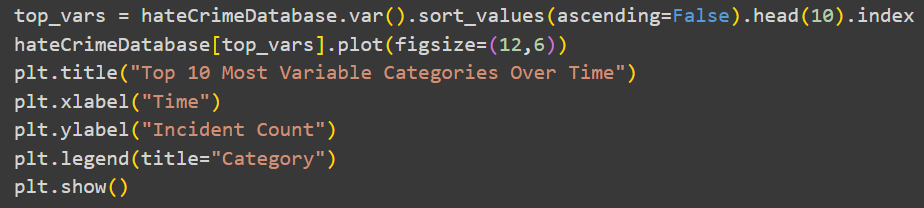 top_vars = hateCrimeDatabase.var().sort_values(ascending=False).head(10).index
hateCrimeDatabase[top_vars].plot(figsize=(12,6))
plt.title("Top 10 Most Variable Categories Over Time")
plt.xlabel("Time")
plt.ylabel("Incident Count")
plt.legend(title="Category")
plt.show()